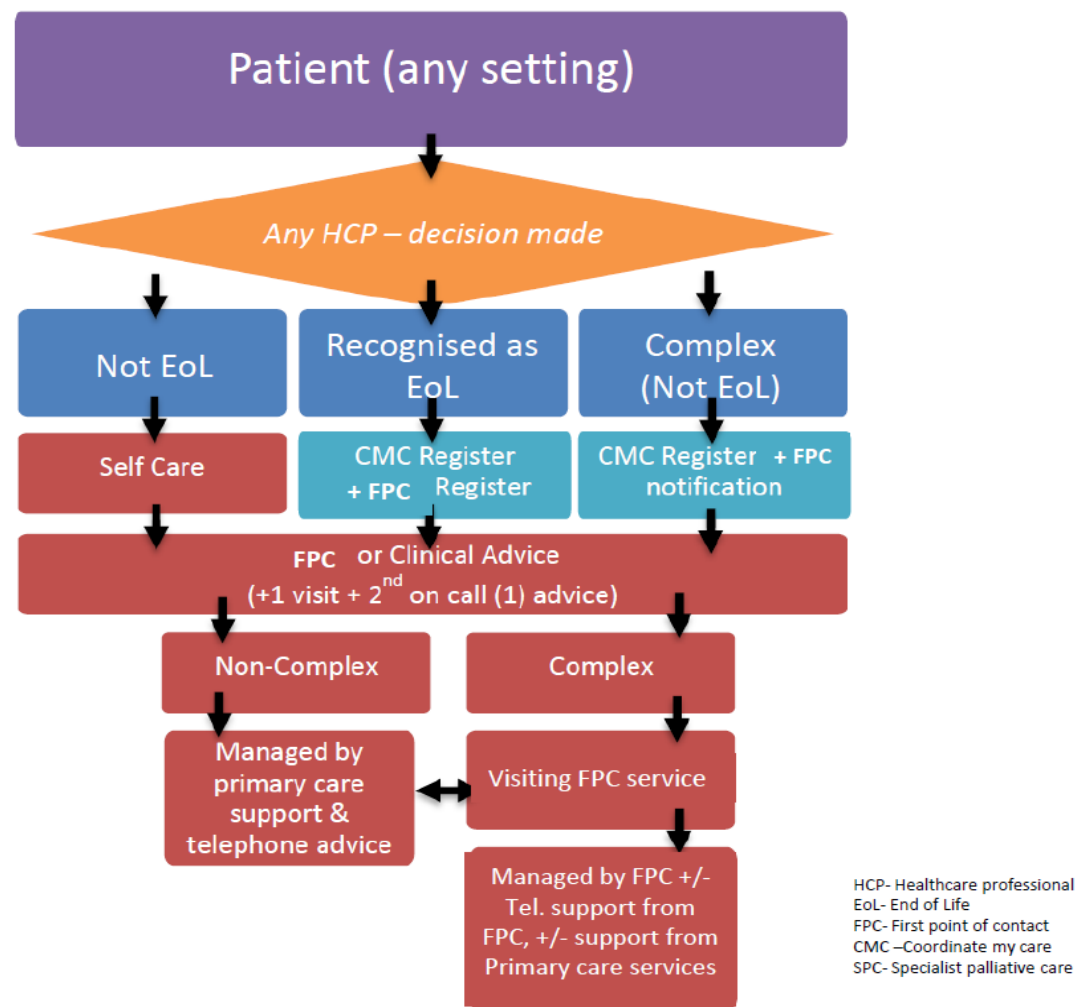 Patient (any setting)
Any HCP – decision made
Not EoL
Recognised as
EoL
Complex
(Not EoL)
Self Care
CMC Register
+ FPC Register
CMC Register + FPC
notification
FPC or Clinical Advice
(+1 visit + 2nd on call (1) advice)
Non-Complex
Complex
Managed by
primary care
support &
telephone advice
Visiting FPC service
Managed by FPC +/-
Tel. support from
FPC, +/- support from
Primary care services
HCP- Healthcare professional
EoL- End of Life
FPC- First point of contact
CMC –Coordinate my care
SPC- Specialist palliative care